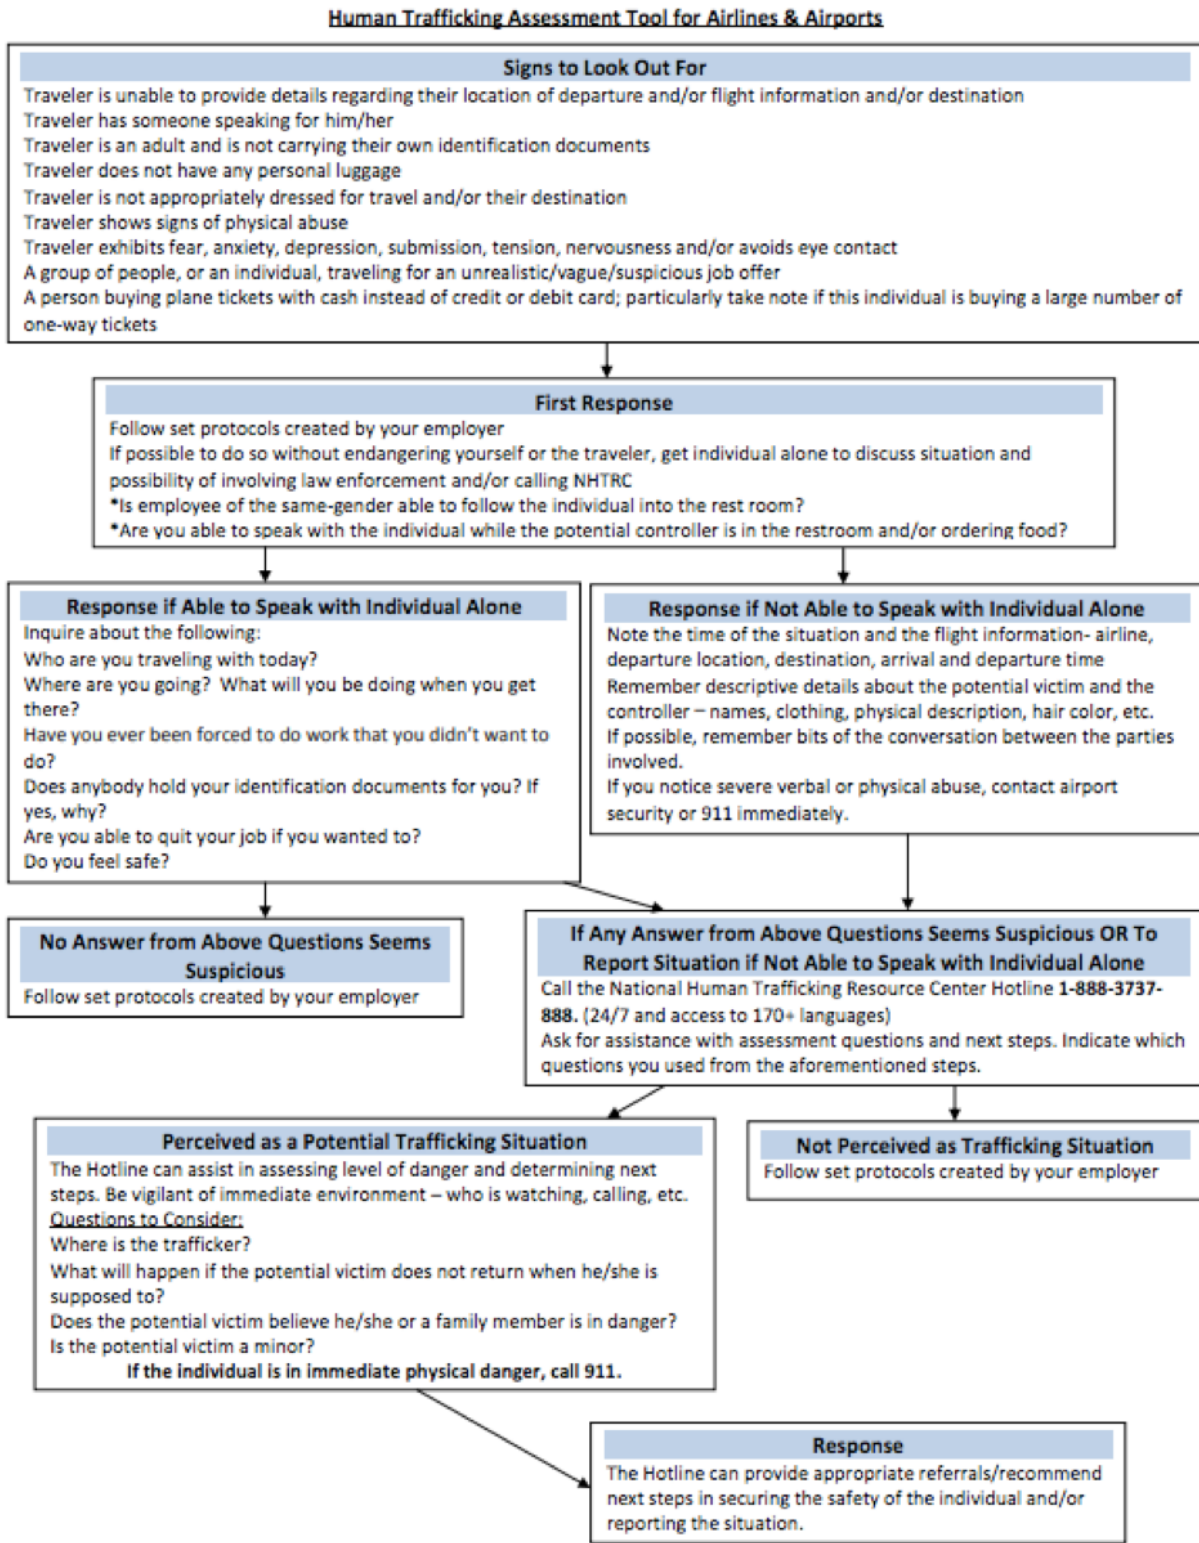 Human Trafficking Assessment Tool for Airlines & Airports
Signs to Look Out For
Traveler is unable to provide details regarding their location of departure and/or flight information and/or destination
Traveler has someone speaking for him/her
Traveler is an adult and is not carrying their own identification documents
Traveler does not have any personal luggage
Traveler is not appropriately dressed for travel and/or their destination
Traveler shows signs of physical abuse
Traveler exhibits fear, anxiety, depression, submission, tension, nervousness and/or avoids eye contact
A group of people, or an individual, traveling for an unrealistic/vague/suspicious job offer
A person buying plane tickets with cash instead of credit or debit card; particularly take note if this individual is buying a large number of
one-way tickets
First Response
Follow set protocols created by your employer
If possible to do so without endangering yourself or the traveler, get individual alone to discuss situation and
possibility of involving law enforcement and/or calling NHTRC
*Is employee of the same-gender able to follow the individual into the rest room?
*Are you able to speak with the individual while the potential controller is in the restroom and/or ordering food?
Response if Able to Speak with Individual Alone
Inquire about the following:
Who are you traveling with today?
Where are you going?  What will you be doing when you get
there?
Have you ever been forced to do work that you didn't want to
do?
Does anybody hold your identification documents for you? If
yes, why?
Are you able to quit your job if you wanted to?
Do you feel safe?
Response if Not Able to Speak with Individual Alone
Note the time of the situation and the flight information- airline,
departure location, destination, arrival and departure time
Remember descriptive details about the potential victim and the
controller – names, clothing, physical description, hair color, etc.
If possible, remember bits of the conversation between the parties
involved.
If you notice severe verbal or physical abuse, contact airport
security or 911 immediately.
No Answer from Above Questions Seems
Suspicious
Follow set protocols created by your employer
If Any Answer from Above Questions Seems Suspicious OR To
Report Situation if Not Able to Speak with Individual Alone
Call the National Human Trafficking Resource Center Hotline 1-888-3737-
888. (24/7 and access to 170+ languages)
Ask for assistance with assessment questions and next steps. Indicate which
questions you used from the aforementioned steps.
Perceived as a Potential Trafficking Situation
The Hotline can assist in assessing level of danger and determining next
steps. Be vigilant of immediate environment – who is watching, calling, etc.
Questions to Consider:
Where is the trafficker?
What will happen if the potential victim does not return when he/she is
supposed to?
Does the potential victim believe he/she or a family member is in danger?
Is the potential victim a minor?
If the individual is in immediate physical danger, call 911.
Not Perceived as Trafficking Situation
Follow set protocols created by your employer
Response
The Hotline can provide appropriate referrals/recommend
next steps in securing the safety of the individual and/or
reporting the situation.